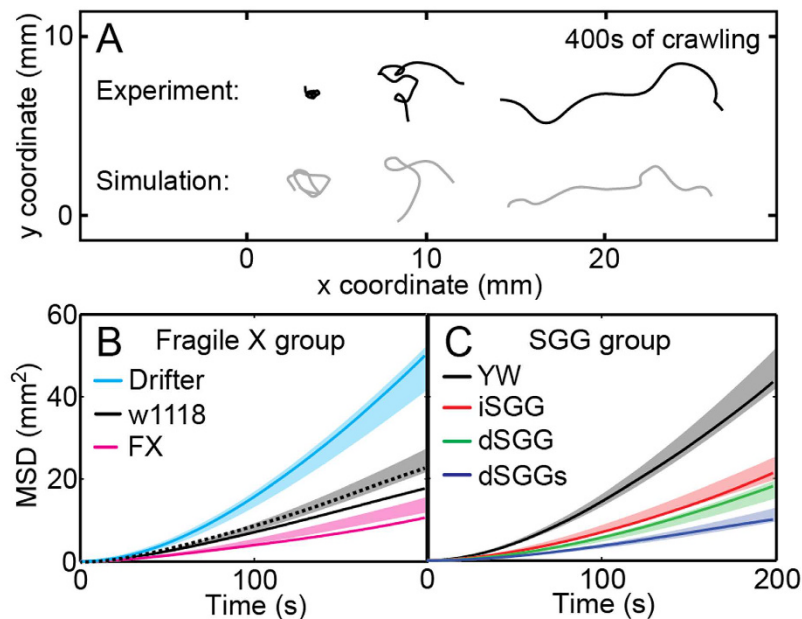 A
400s of crawling
Experiment:
Simulation:
y coordinate (mm)
10
0
0
10
20
x coordinate (mm)
B
Fragile X group
Drifter
w1118
FX
MSD (mm²)
60
40
20
0
0
100
Time (s)
C
SGG group
YW
iSGG
dSGG
dSGGs
0
100
200
Time (s)